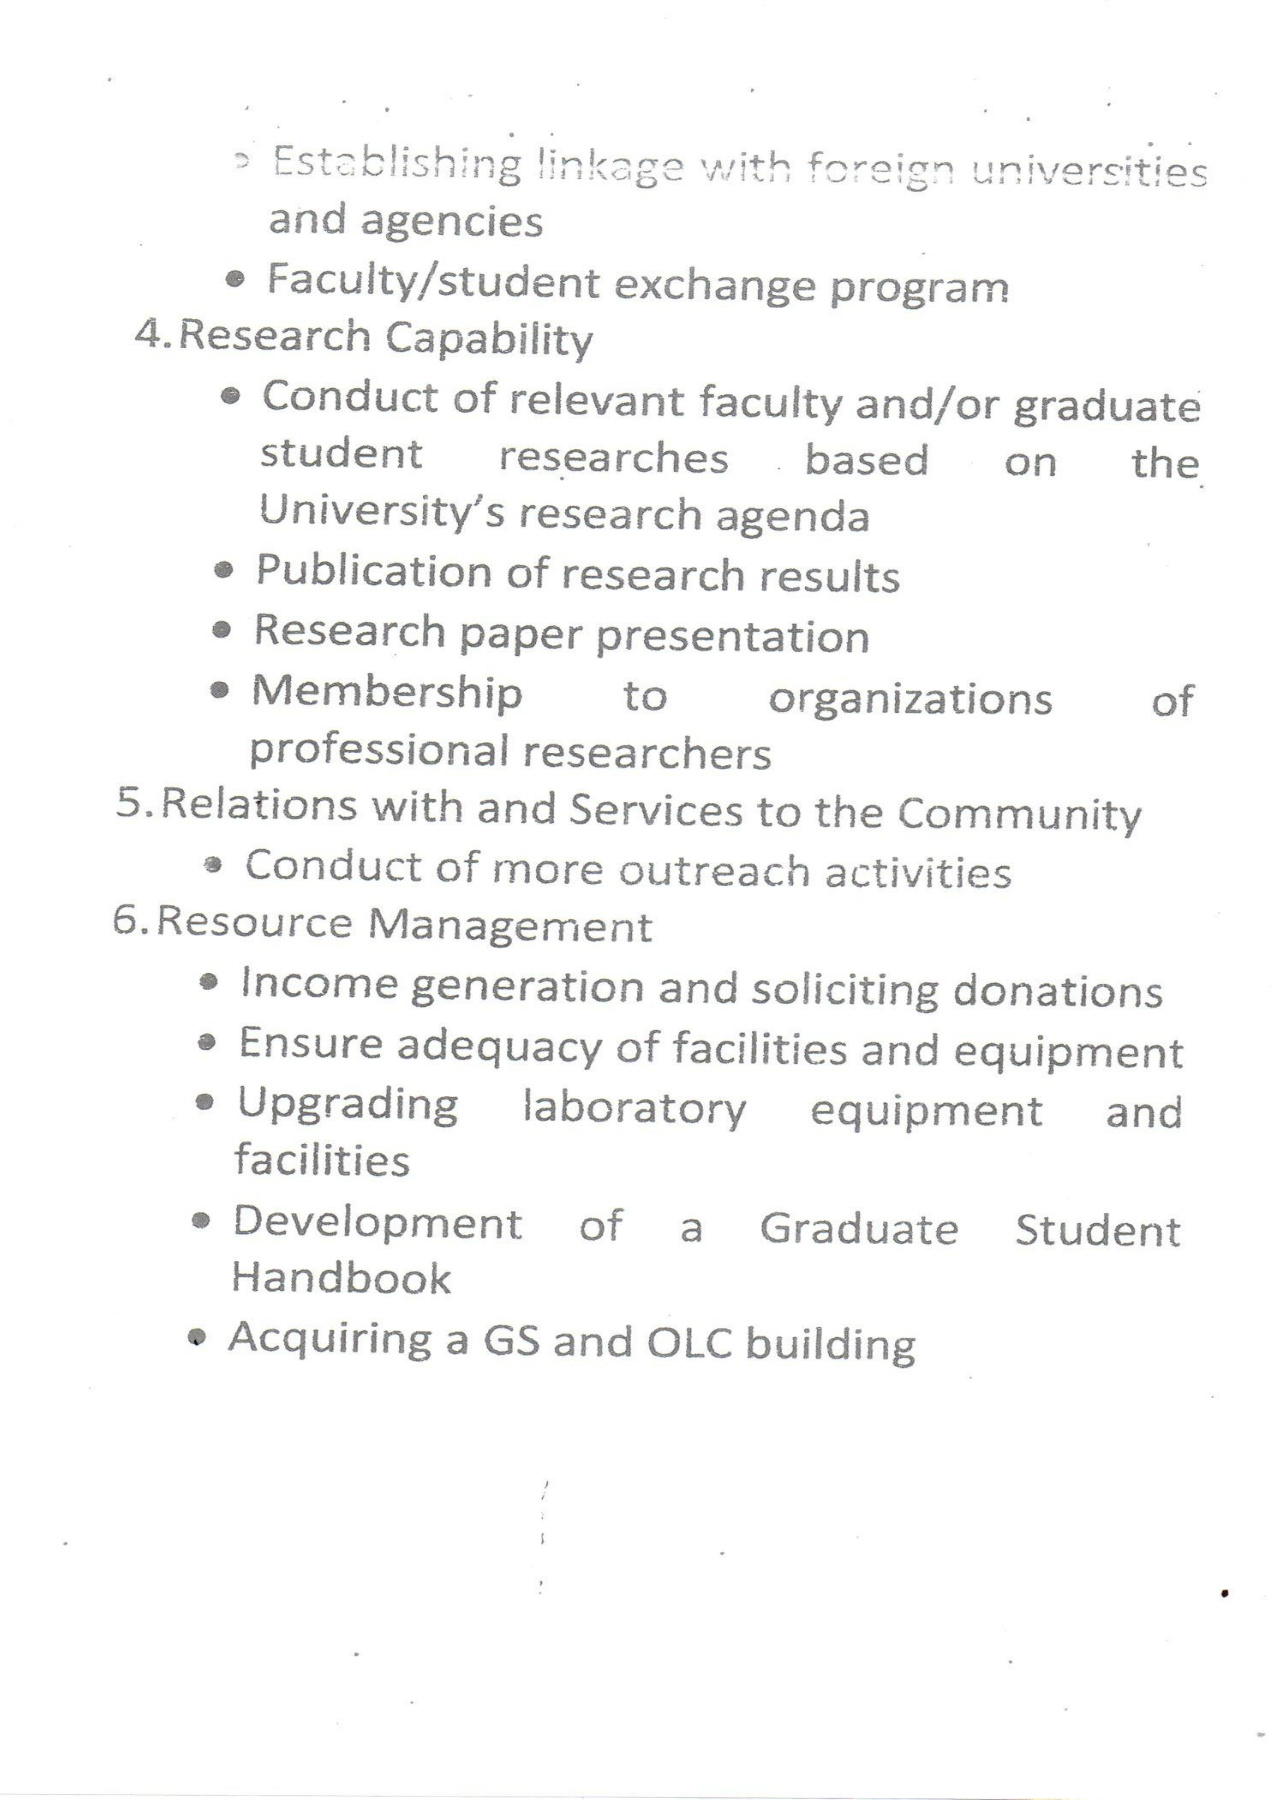 • Establishing linkage with foreign universities
and agencies
• Faculty/student exchange program
4. Research Capability
• Conduct of relevant faculty and/or graduate
student researches based on the
University's research agenda
• Publication of research results
• Research paper presentation
• Membership to organizations of
professional researchers
5. Relations with and Services to the Community
• Conduct of more outreach activities
6. Resource Management
• Income generation and soliciting donations
• Ensure adequacy of facilities and equipment
• Upgrading laboratory equipment and
facilities
• Development of a Graduate Student
Handbook
• Acquiring a GS and OLC building